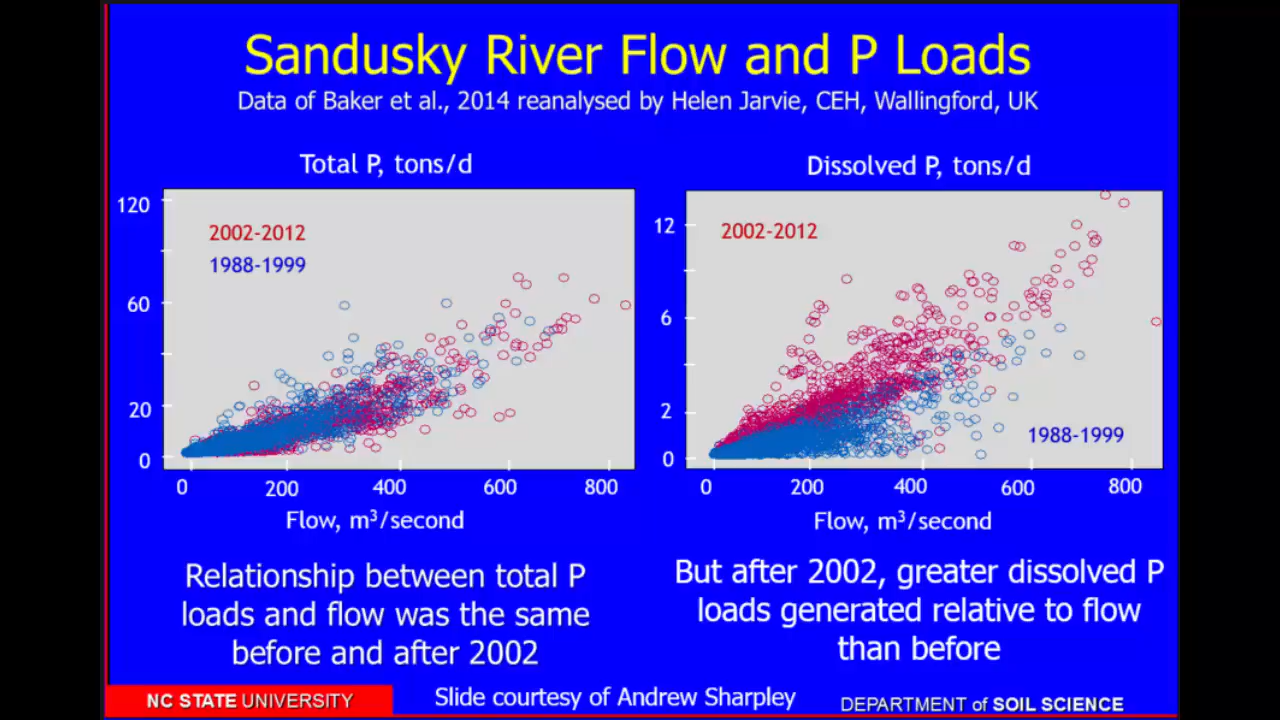 Sandusky River Flow and P Loads
Data of Baker et al., 2014 reanalysed by Helen Jarvie, CEH, Wallingford, UK
Total P, tons/d
120
60
20
0
2002-2012
1988-1999
0 200 400 600 800
Flow, m³/second
Relationship between total P
loads and flow was the same
before and after 2002
Dissolved P, tons/d
12
6
2
0
2002-2012
1988-1999
0 200 400 600 800
Flow, m³/second
But after 2002, greater dissolved P
loads generated relative to flow
than before
NC STATE UNIVERSITY
Slide courtesy of Andrew Sharpley
DEPARTMENT of SOIL SCIENCE